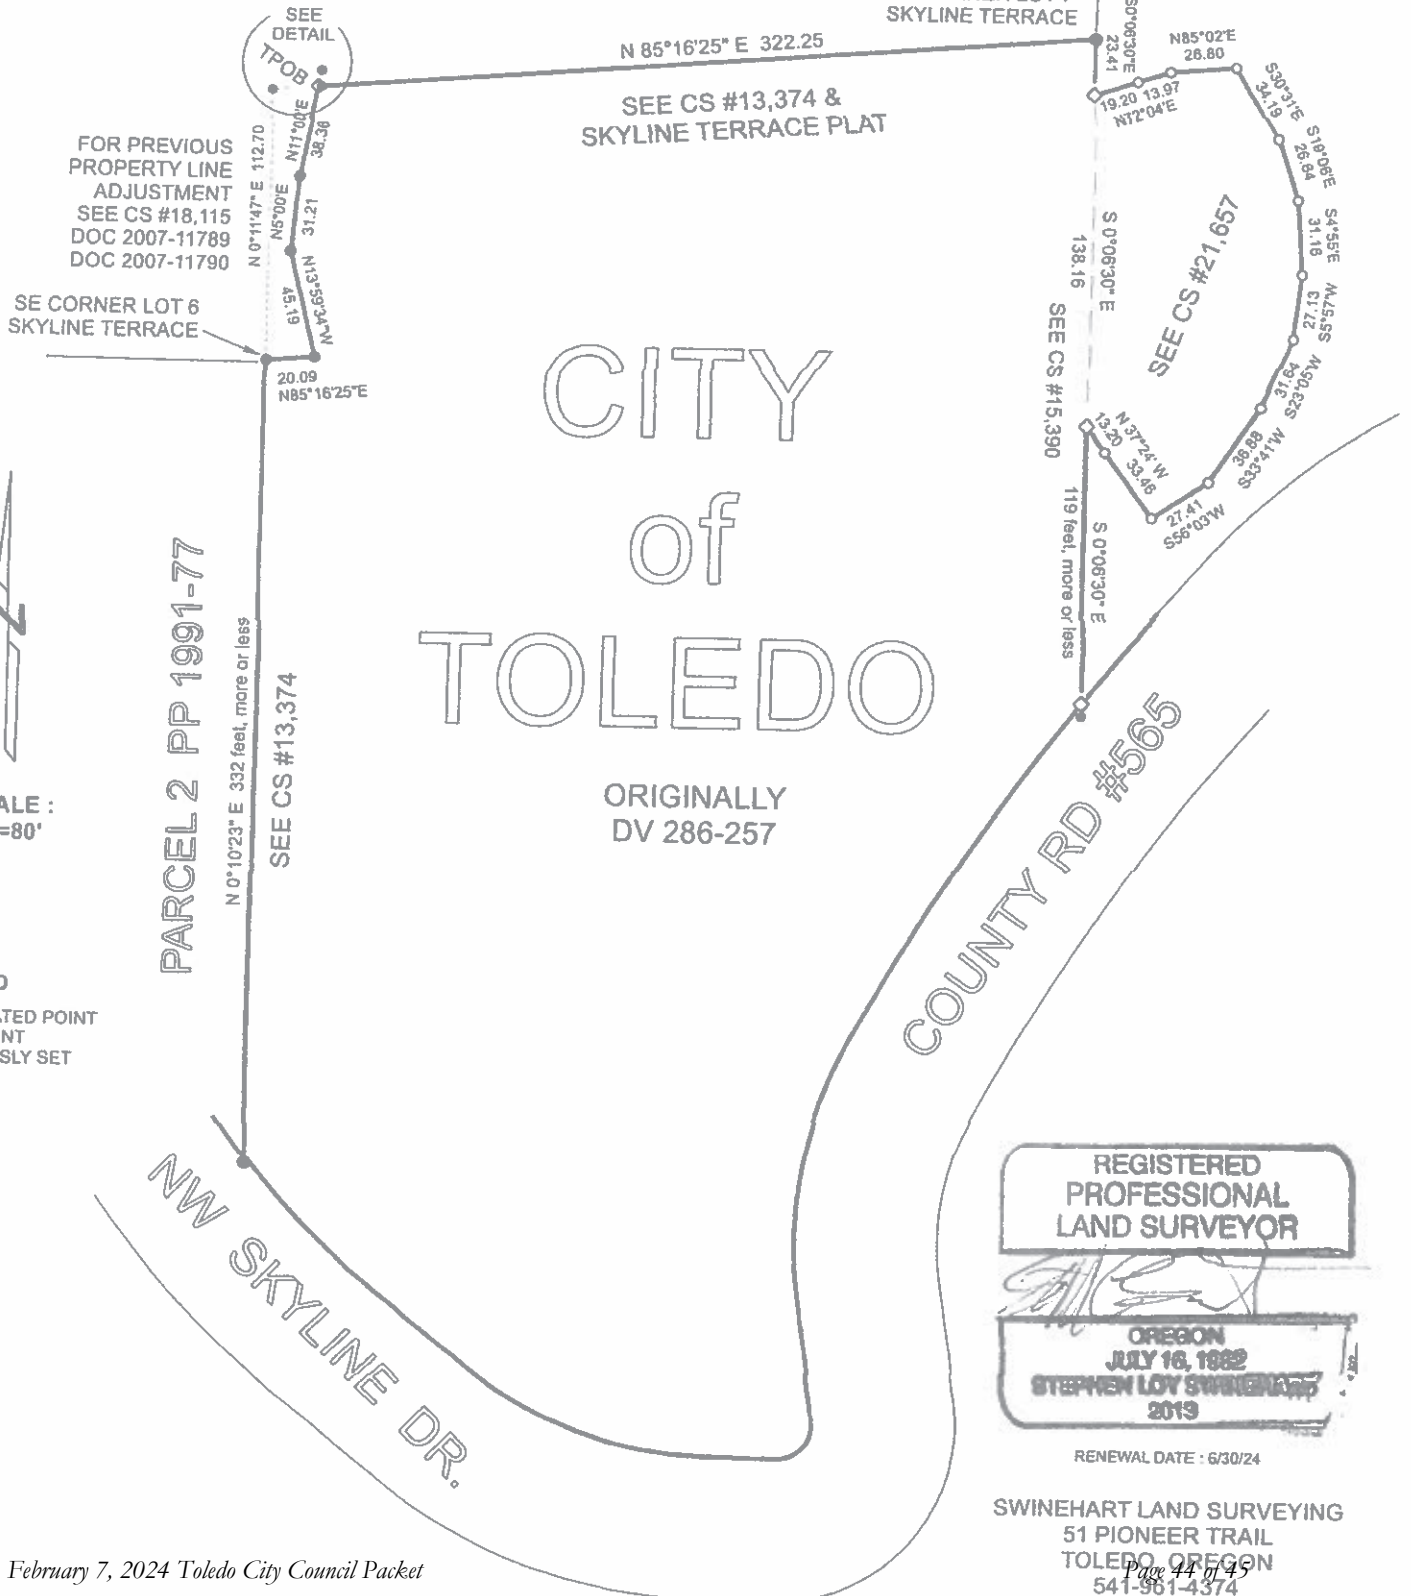 SEE
DETAIL
TPOB
SKYLINE TERRACE
N 85°16'25" E 322.25
SEE CS #13,374 &
SKYLINE TERRACE PLAT
S0°06'30"E
23.41
N85°02'E
26.80
19.20 13.97
N72°04'E
S30°31'E
34.19
S19°06'E
26.84
S4°55'E
31.16
27.13
S5°57'W
31.64
S23°05'W
36.88
S33°41'W
27.41
S56°03'W
N 37°24' W
13.20
33.46
SEE CS #21,657
S 0°06'30" E
138.16
SEE CS #15,390
S 0°06'30" E
119 feet, more or less
FOR PREVIOUS
PROPERTY LINE
ADJUSTMENT
SEE CS #18,115
DOC 2007-11789
DOC 2007-11790
N 0°11'47" E 112.70
N11°00'E
38.36
N5°00'E
31.21
N13°59'34"W
45.19
SE CORNER LOT 6
SKYLINE TERRACE
20.09
N85°16'25"E
CITY
of
TOLEDO
ORIGINALLY
DV 286-257
PARCEL 2 PP 1991-77
N 0°10'23" E 332 feet, more or less
SEE CS #13,374
ALE :
=80'
TED POINT
NT
SLY SET
COUNTY RD #565
NW SKYLINE DR.
REGISTERED
PROFESSIONAL
LAND SURVEYOR
OREGON
JULY 16, 1982
STEPHEN LOY
2013
RENEWAL DATE : 6/30/24
SWINEHART LAND SURVEYING
51 PIONEER TRAIL
TOLEDO, OREGON
541-961-4374
February 7, 2024 Toledo City Council Packet
Page 44 of 45